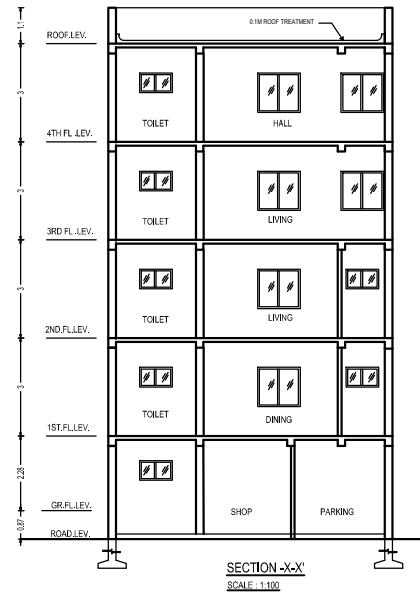 1.1
0.1M ROOF TREATMENT
ROOF.LEV.
3
TOILET
HALL
4TH FL .LEV.
3
TOILET
LIVING
3RD FL .LEV.
3
TOILET
LIVING
2ND.FL.LEV.
3
TOILET
DINING
1ST.FL.LEV.
2.28
GR.FL.LEV.
SHOP
PARKING
0.87
ROAD.LEV.
SECTION -X-X'
SCALE : 1:100